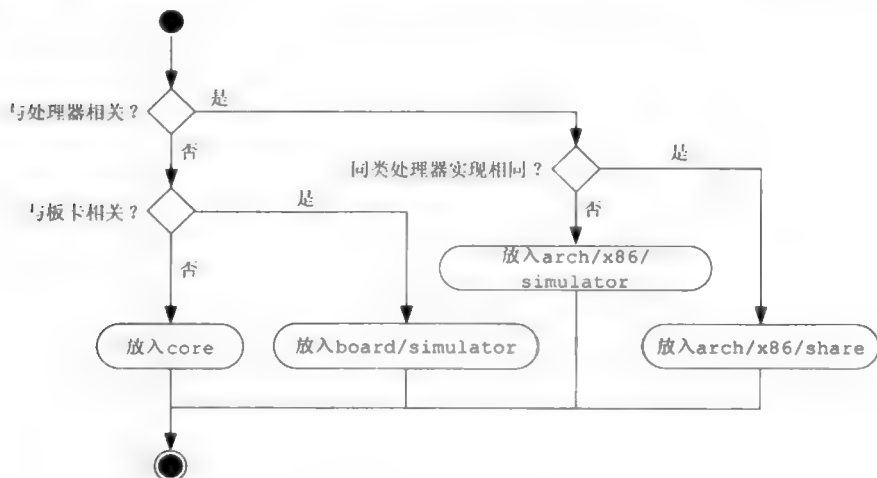 与处理器相关？
是
否
同类处理器实现相同？
是
与板卡相关？
是
否
放入arch/x86/
simulator
否
放入core
放入board/simulator
放入arch/x86/share